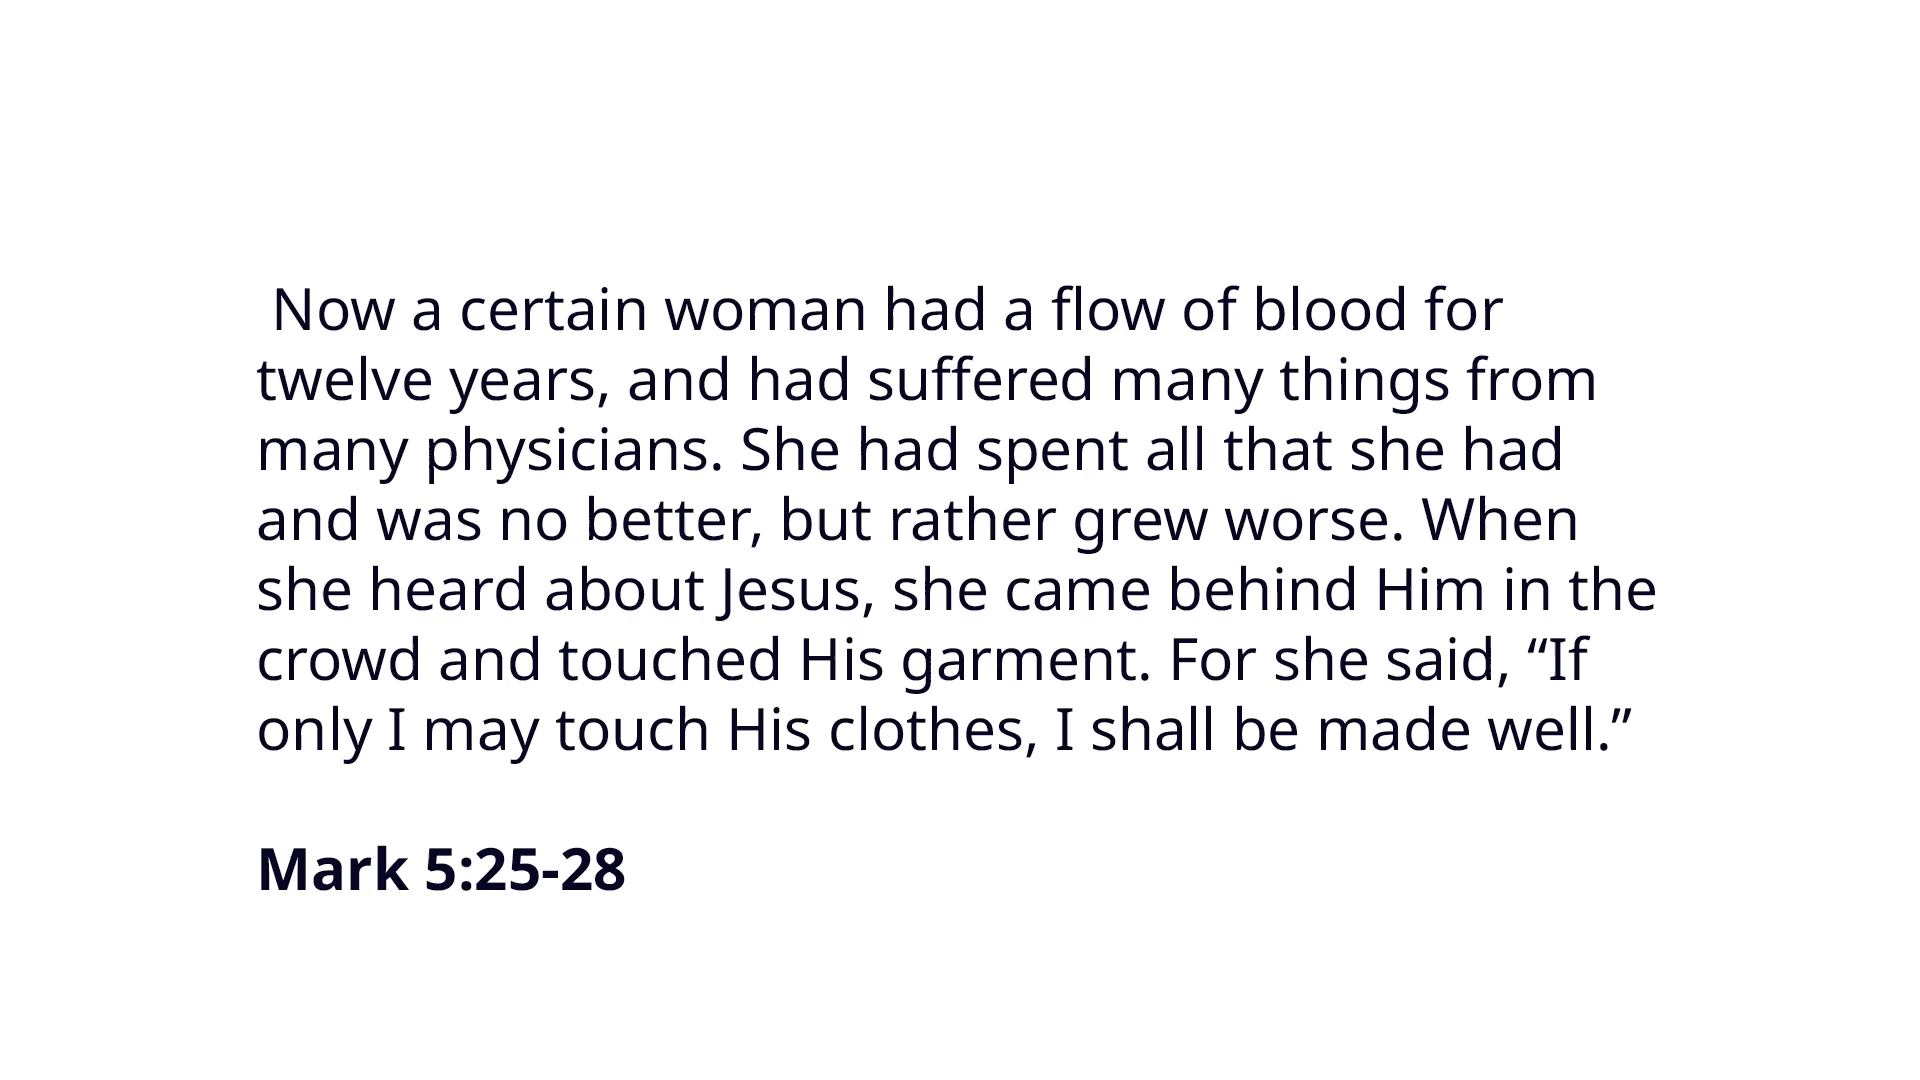 Now a certain woman had a flow of blood for
twelve years, and had suffered many things from
many physicians. She had spent all that she had
and was no better, but rather grew worse. When
she heard about Jesus, she came behind Him in the
crowd and touched His garment. For she said, “If
only I may touch His clothes, I shall be made well.”
Mark 5:25-28